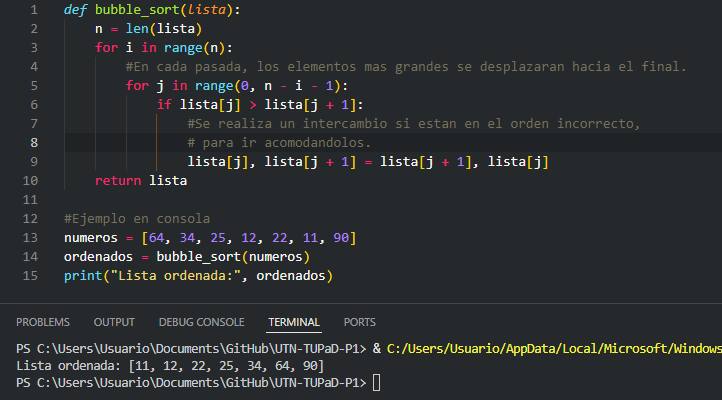 1 def bubble_sort(lista):
2     n = len(lista)
3     for i in range(n):
4         #En cada pasada, los elementos mas grandes se desplazaran hacia el final.
5         for j in range(0, n - i - 1):
6             if lista[j] > lista[j + 1]:
7                 #Se realiza un intercambio si estan en el orden incorrecto,
8                 # para ir acomodandolos.
9                 lista[j], lista[j + 1] = lista[j + 1], lista[j]
10     return lista
11
12 #Ejemplo en consola
13 numeros = [64, 34, 25, 12, 22, 11, 90]
14 ordenados = bubble_sort(numeros)
15 print("Lista ordenada:", ordenados)
PROBLEMS OUTPUT DEBUG CONSOLE TERMINAL PORTS
PS C:\Users\Usuario\Documents\GitHub\UTN-TUPaD-P1> & C:/Users/Usuario/AppData/Local/Microsoft/Windows
Lista ordenada: [11, 12, 22, 25, 34, 64, 90]
PS C:\Users\Usuario\Documents\GitHub\UTN-TUPaD-P1>